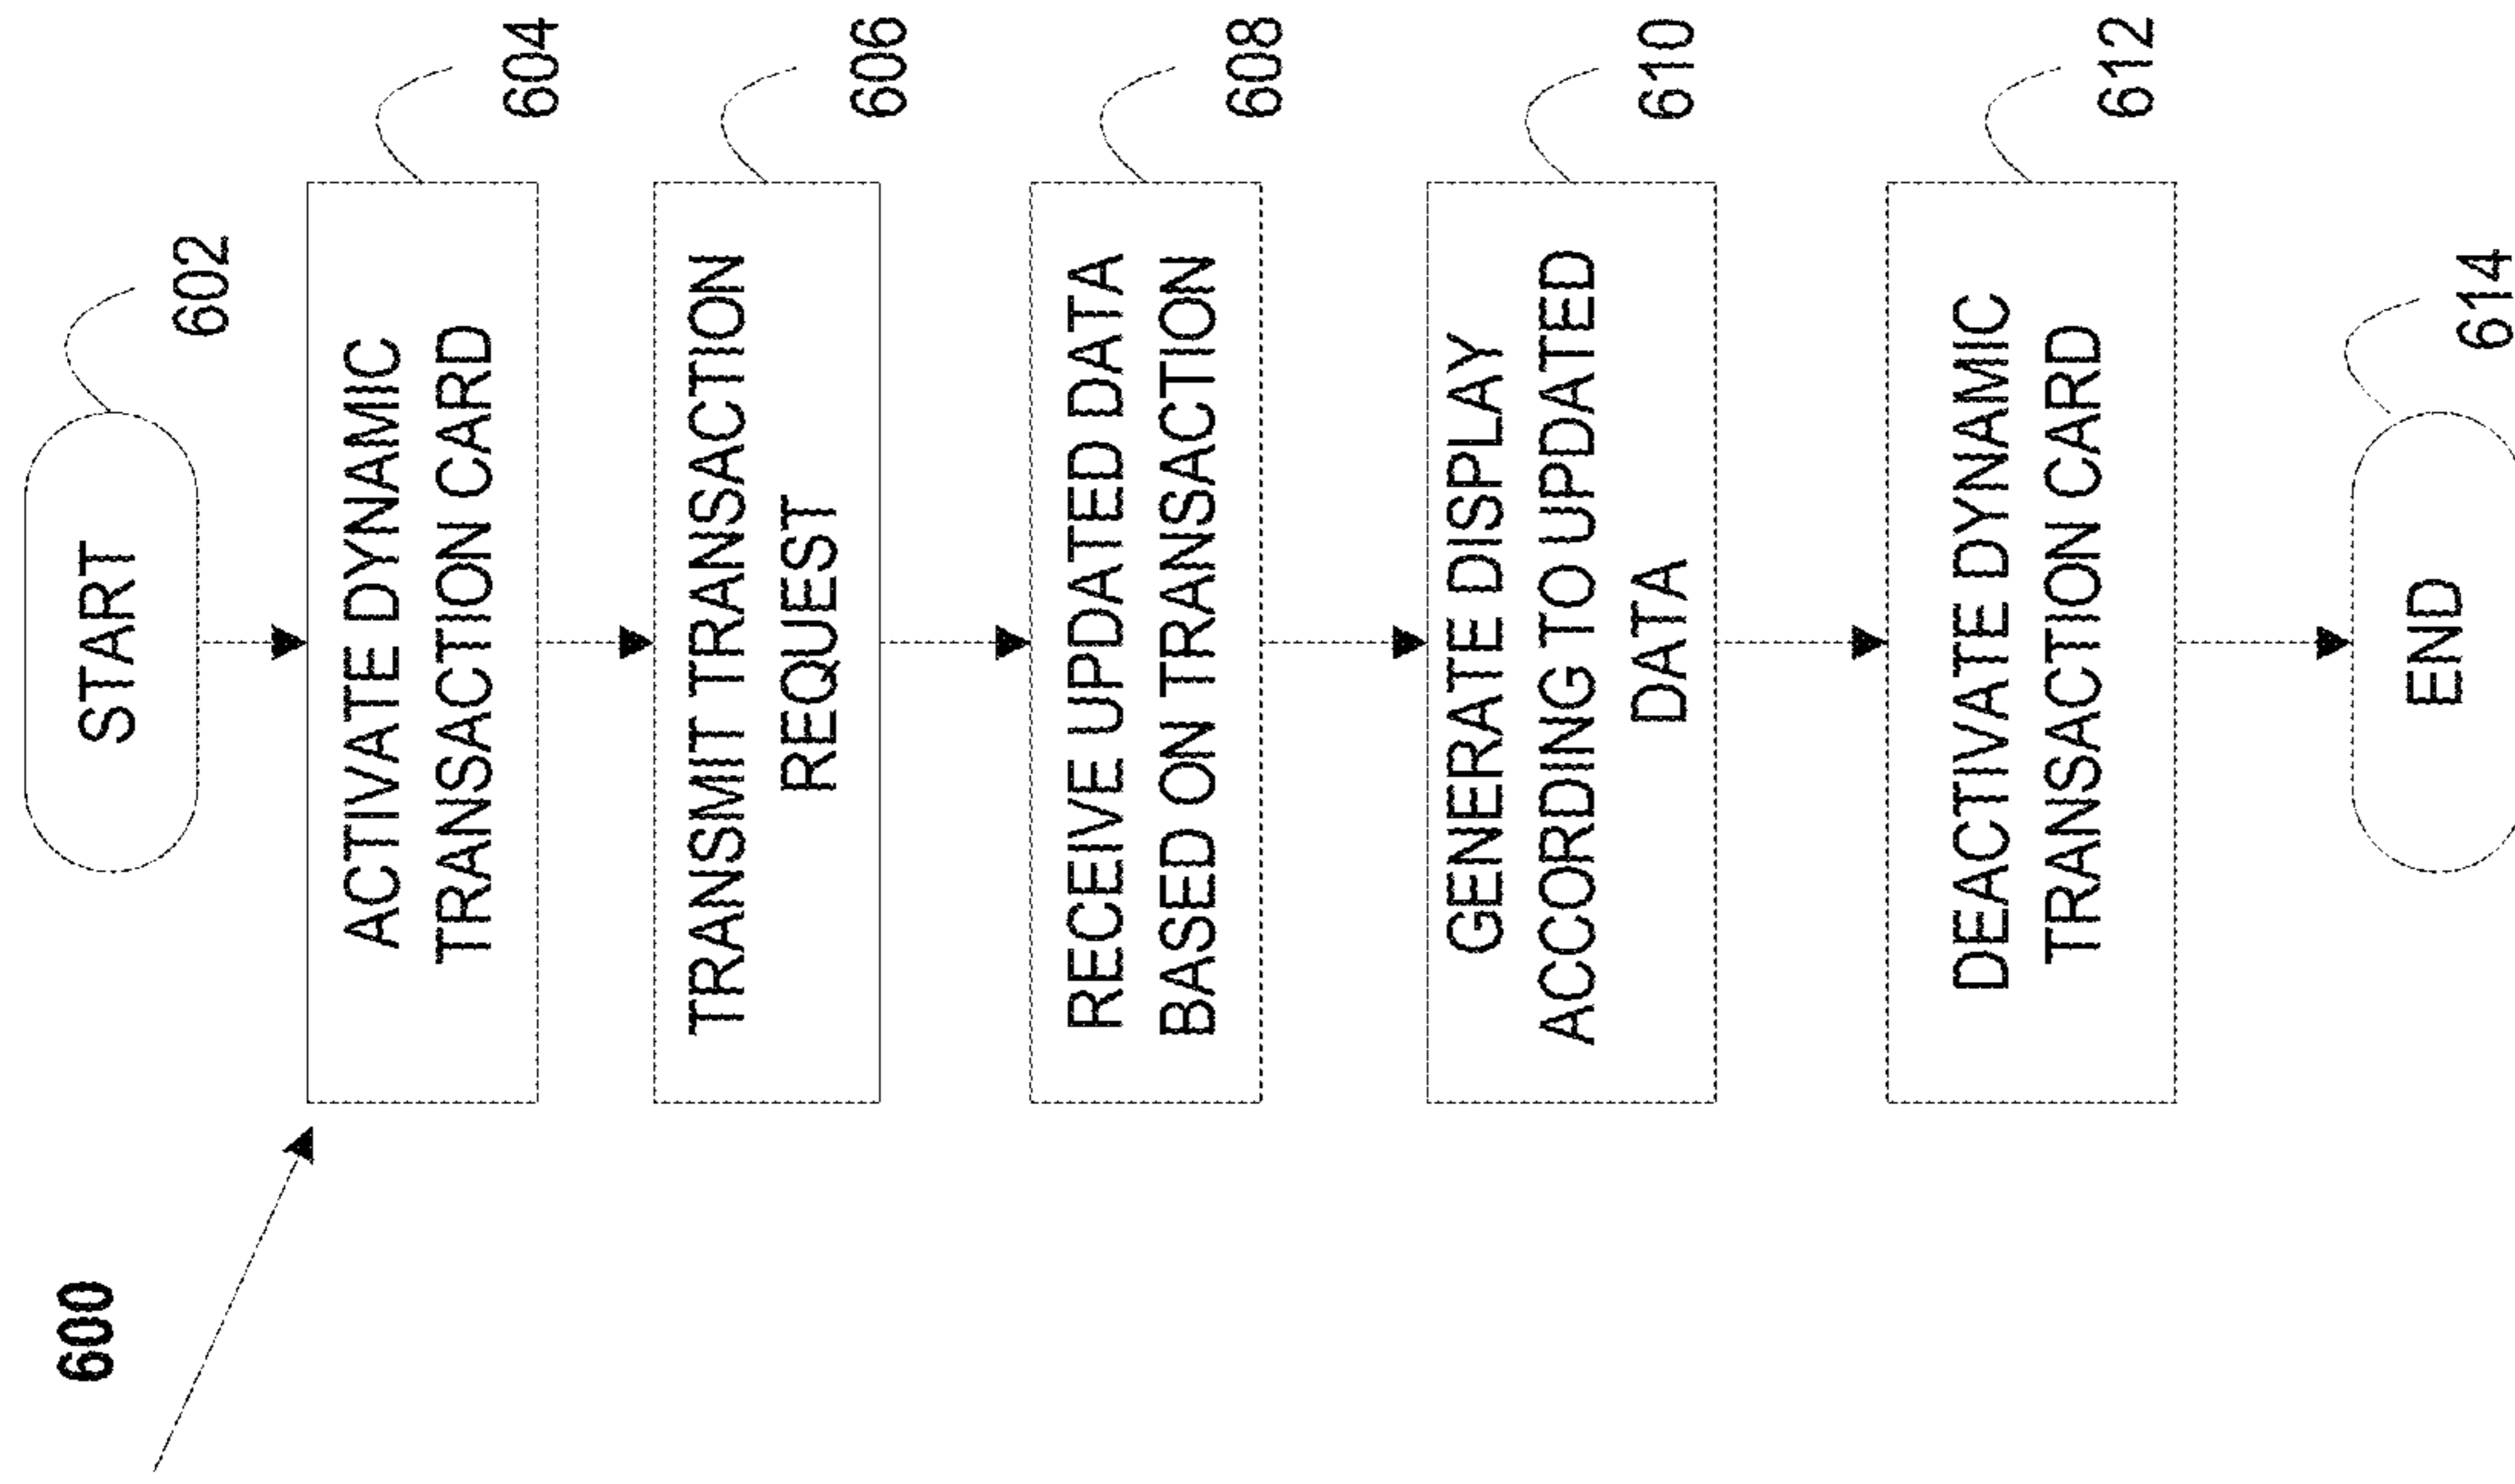 600
START
602
ACTIVATE DYNAMIC
TRANSACTION CARD
604
TRANSMIT TRANSACTION
REQUEST
606
RECEIVE UPDATED DATA
BASED ON TRANSACTION
608
GENERATE DISPLAY
ACCORDING TO UPDATED
DATA
610
DEACTIVATE DYNAMIC
TRANSACTION CARD
612
END
614